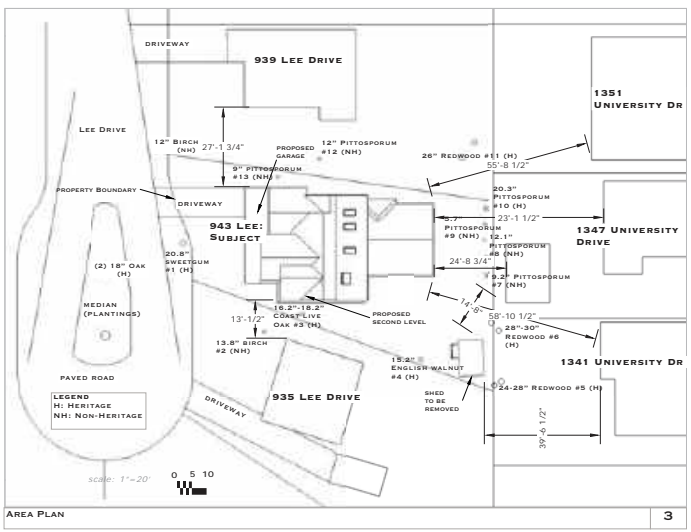 DRIVEWAY
939 LEE DRIVE
1351
UNIVERSITY DR
LEE DRIVE
12" BIRCH
(NH)
27'-1 3/4"
PROPOSED
GARAGE
12" PITTOSPORUM
#12 (NH)
26" REDWOOD #11 (H)
55'-8 1/2"
9" PITTOSPORUM
#13 (NH)
PROPERTY BOUNDARY
DRIVEWAY
20.3"
PITTOSPORUM
#10 (H)
943 LEE:
SUBJECT
PITTOSPORUM
#9 (NH)
23'-1 1/2"
1347 UNIVERSITY
DRIVE
12.1"
PITTOSPORUM
#8 (NH)
20.8"
SWEETGUM
#1 (H)
(2) 18" OAK
(H)
24'-8 3/4"
9.2" PITTOSPORUM
#7 (NH)
MEDIAN
(PLANTINGS)
13'-1/2"
16.2"-18.2"
COAST LIVE
OAK #3 (H)
PROPOSED
SECOND LEVEL
14'-8"
58'-10 1/2"
28"-30"
REDWOOD #6
(H)
13.8" BIRCH
#2 (NH)
15.2"
ENGLISH WALNUT
#4 (H)
1341 UNIVERSITY DR
PAVED ROAD
SHED
TO BE
REMOVED
24-28" REDWOOD #5 (H)
LEGEND
H: HERITAGE
NH: NON-HERITAGE
DRIVEWAY
935 LEE DRIVE
39'-6 1/2"
scale: 1"=20'
0 5 10
AREA PLAN
3